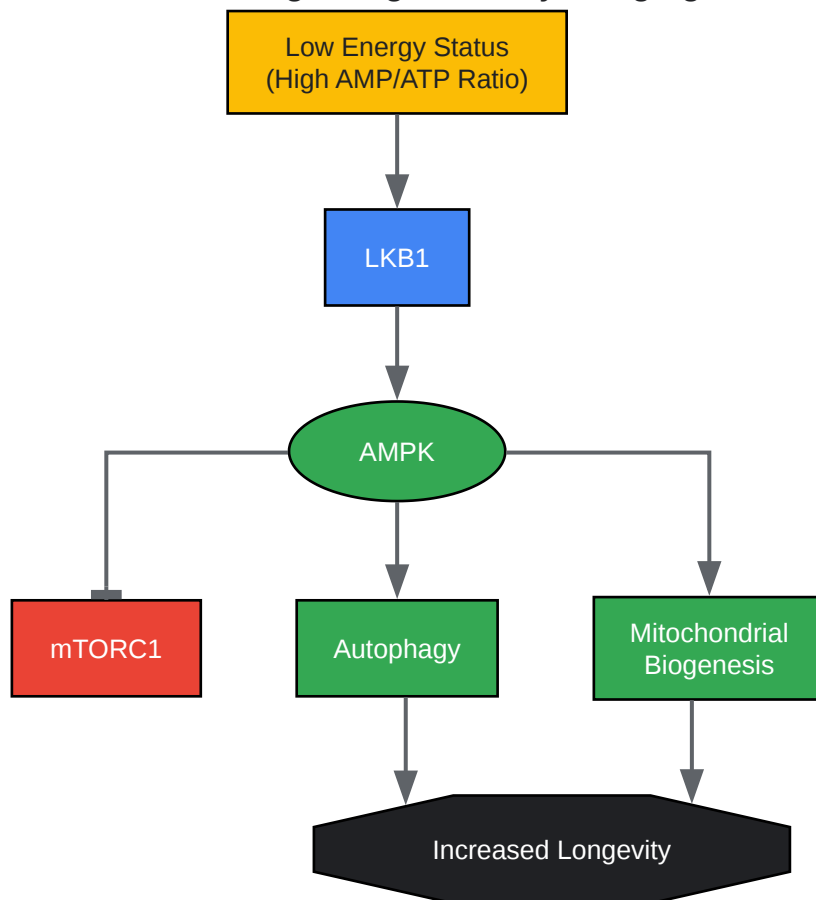 Low Energy Status
(High AMP/ATP Ratio)
LKB1
AMPK
mTORC1
Autophagy
Mitochondrial
Biogenesis
Increased Longevity